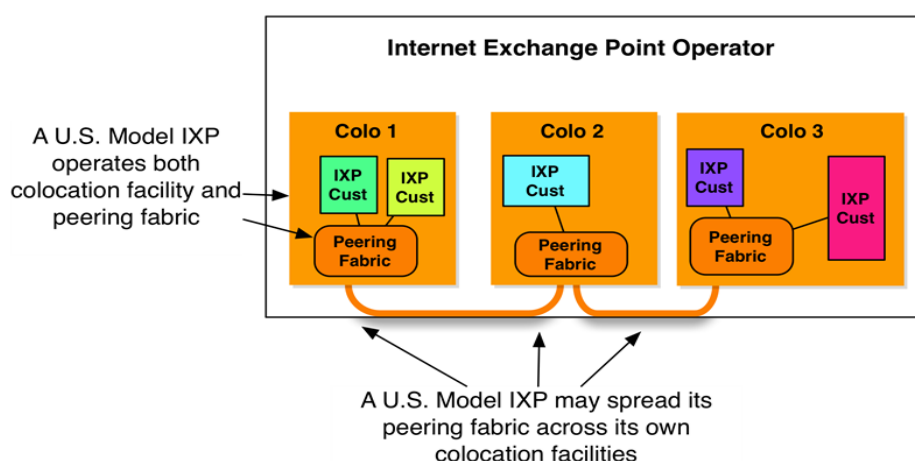 Internet Exchange Point Operator
A U.S. Model IXP
operates both
colocation facility and
peering fabric
Colo 1
IXP
Cust
IXP
Cust
Peering
Fabric
Colo 2
IXP
Cust
Peering
Fabric
Colo 3
IXP
Cust
IXP
Cust
Peering
Fabric
A U.S. Model IXP may spread its
peering fabric across its own
colocation facilities